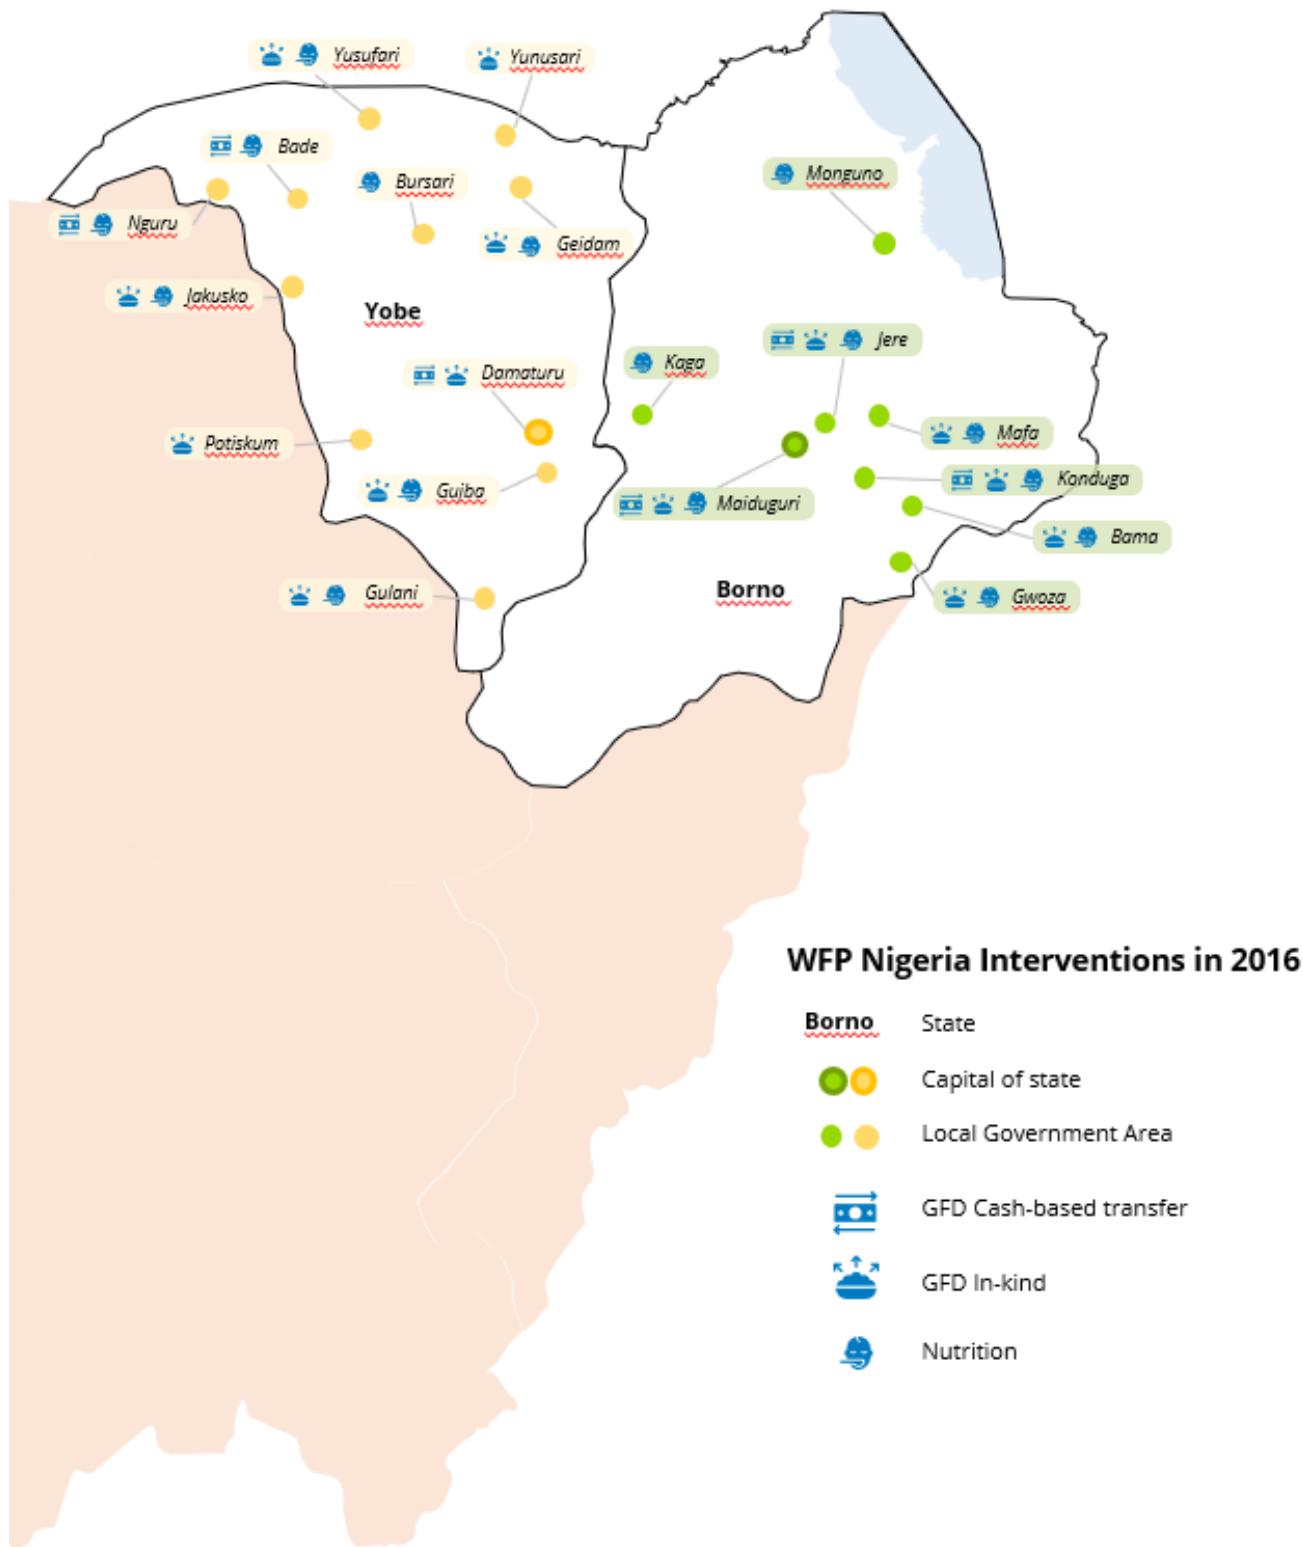 Yusufari
Yunusari
Bade
Bursari
Monguno
Nguru
Geidam
Jakusko
Yobe
Jere
Kaga
Damaturu
Mafa
Potiskum
Konduga
Gujba
Maiduguri
Bama
Gulani
Borno
Gwoza
WFP Nigeria Interventions in 2016
Borno State
Capital of state
Local Government Area
GFD Cash-based transfer
GFD In-kind
Nutrition